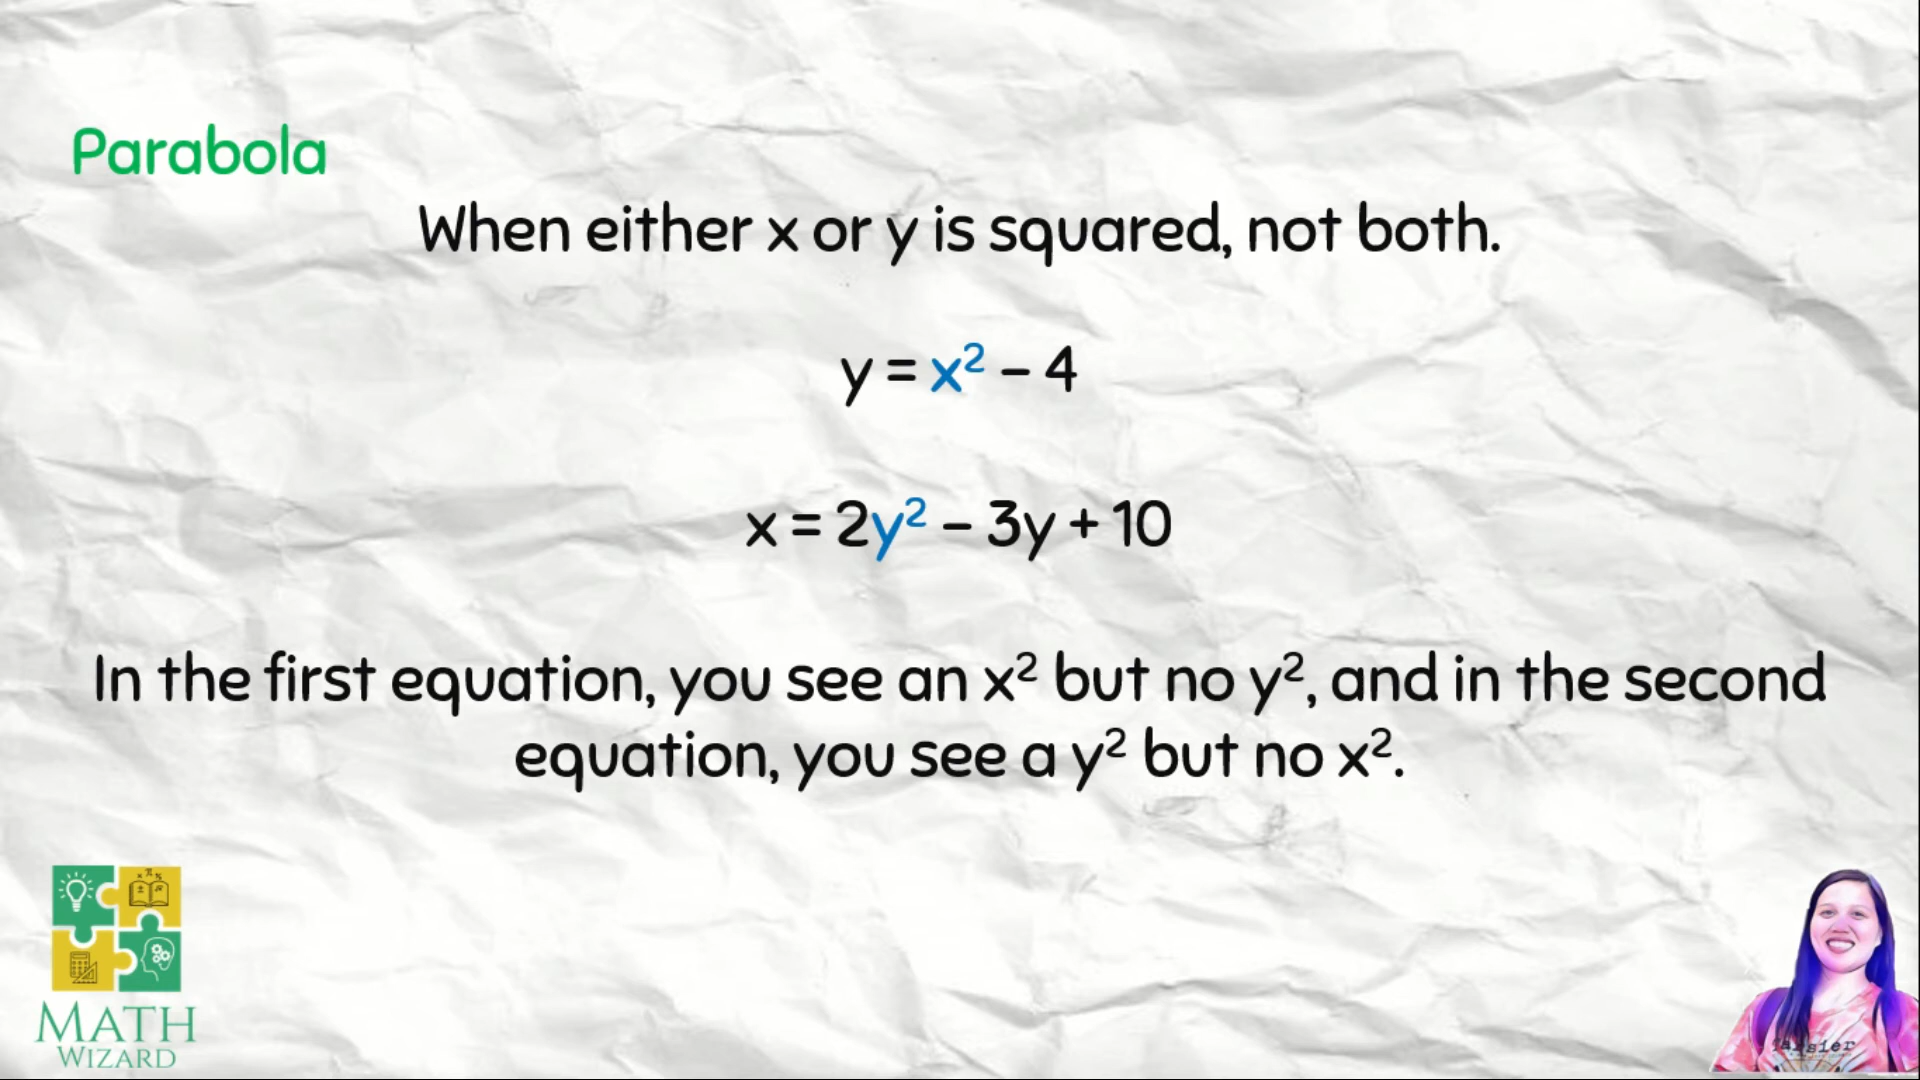 Parabola
When either x or y is squared, not both.
y = x² – 4
x = 2y² – 3y + 10
In the first equation, you see an x² but no y², and in the second
equation, you see a y² but no x².
MATH
WIZARD